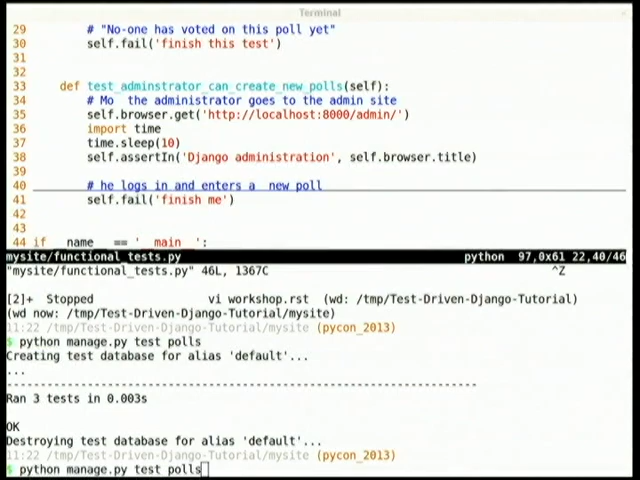 Terminal
29 # "No-one has voted on this poll yet"
30 self.fail('finish this test')
31
32
33 def test_adminstrator_can_create_new_polls(self):
34 # Mo the administrator goes to the admin site
35 self.browser.get('http://localhost:8000/admin/')
36 import time
37 time.sleep(10)
38 self.assertIn('Django administration', self.browser.title)
39
40 # he logs in and enters a new poll
41 self.fail('finish me')
42
43
44 if __name__ == '__main__':
mysite/functional_tests.py python 97,0x61 22,40/46
"mysite/functional_tests.py" 46L, 1367C ^Z
[2]+ Stopped vi workshop.rst (wd: /tmp/Test-Driven-Django-Tutorial)
(wd now: /tmp/Test-Driven-Django-Tutorial/mysite)
11:22 /tmp/Test-Driven-Django-Tutorial/mysite (pycon_2013)
$ python manage.py test polls
Creating test database for alias 'default'...
...
----------------------------------------------------------------------
Ran 3 tests in 0.003s
OK
Destroying test database for alias 'default'...
11:22 /tmp/Test-Driven-Django-Tutorial/mysite (pycon_2013)
$ python manage.py test polls